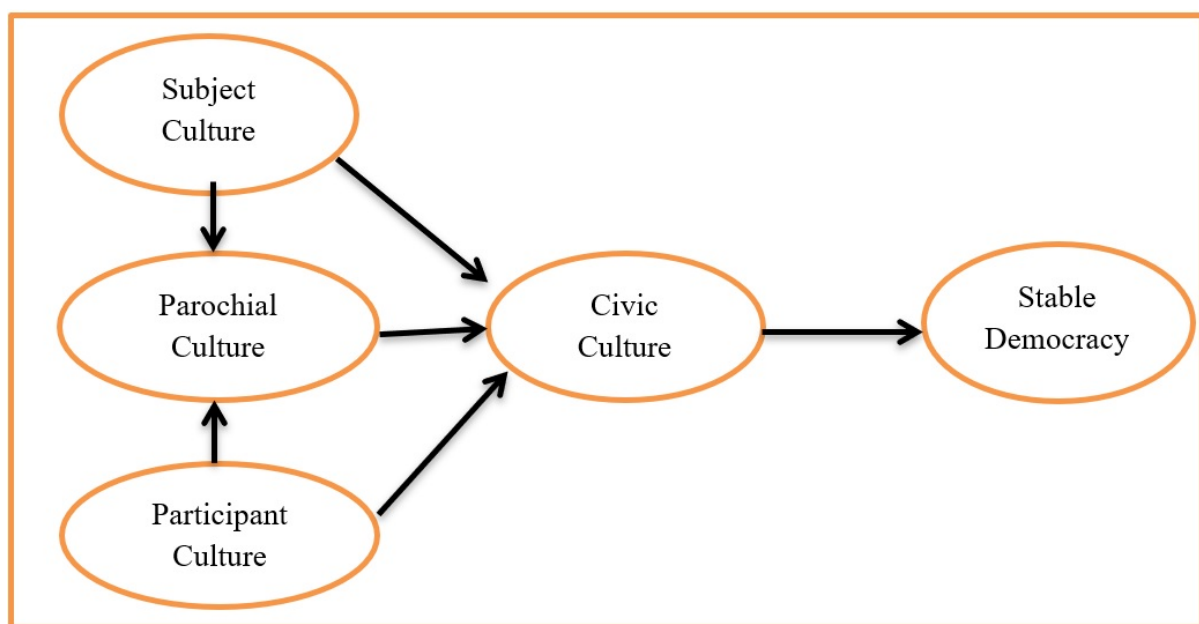 Subject
Culture
Parochial
Culture
Participant
Culture
Civic
Culture
Stable
Democracy